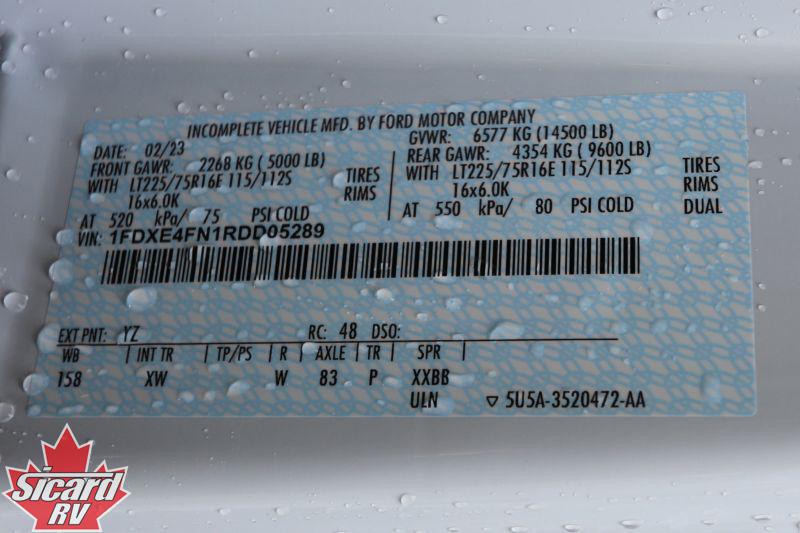 INCOMPLETE VEHICLE MFD. BY FORD MOTOR COMPANY
DATE: 02/23 GVWR: 6577 KG (14500 LB)
FRONT GAWR: 2268 KG ( 5000 LB) REAR GAWR: 4354 KG ( 9600 LB)
WITH LT225/75R16E 115/112S TIRES WITH LT225/75R16E 115/112S TIRES
16x6.0K RIMS 16x6.0K RIMS
AT 520 kPa/ 75 PSI COLD AT 550 kPa/ 80 PSI COLD DUAL
VIN: 1FDXE4FN1RDD05289
EXT PNT: YZ RC: 48 DSO:
WB INT TR TP/PS R AXLE TR SPR
158 XW W 83 P XXBB
ULN ▽ 5U5A-3520472-AA
Sicard
RV